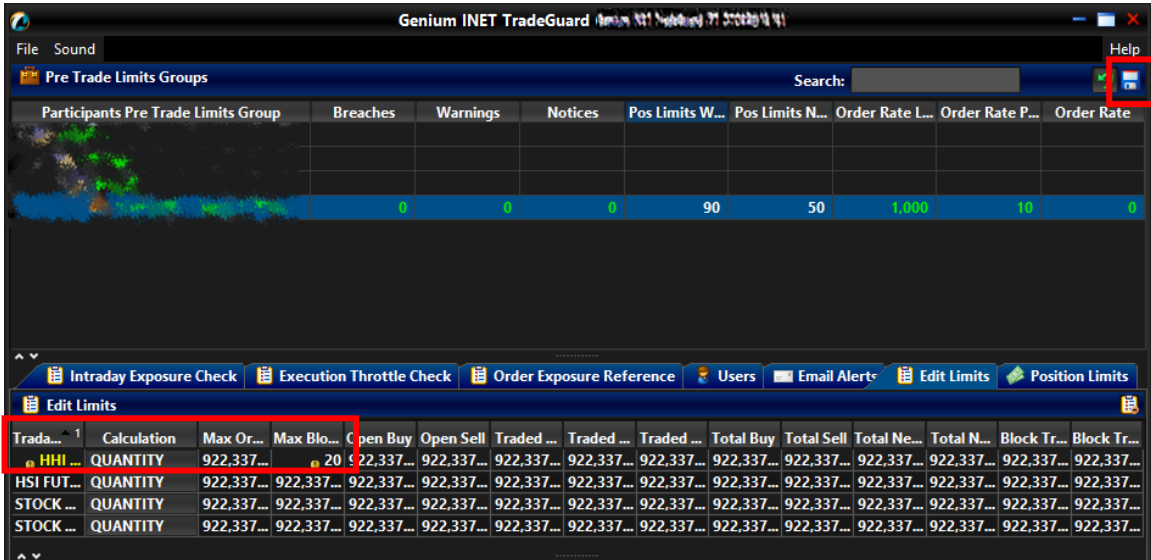 Genium INET TradeGuard
File Sound Help
Pre Trade Limits Groups Search:
Participants Pre Trade Limits Group Breaches Warnings Notices Pos Limits W... Pos Limits N... Order Rate L... Order Rate P... Order Rate
0 0 0 90 50 1,000 10 0
Intraday Exposure Check Execution Throttle Check Order Exposure Reference Users Email Alerts Edit Limits Position Limits
Edit Limits
Trada... 1 Calculation Max Or... Max Blo... Open Buy Open Sell Traded ... Traded ... Traded ... Total Buy Total Sell Total Ne... Total N... Block Tr... Block Tr...
HHI ... QUANTITY 922,337... 20 922,337... 922,337... 922,337... 922,337... 922,337... 922,337... 922,337... 922,337... 922,337... 922,337... 922,337...
HSI FUT... QUANTITY 922,337... 922,337... 922,337... 922,337... 922,337... 922,337... 922,337... 922,337... 922,337... 922,337... 922,337... 922,337... 922,337...
STOCK ... QUANTITY 922,337... 922,337... 922,337... 922,337... 922,337... 922,337... 922,337... 922,337... 922,337... 922,337... 922,337... 922,337... 922,337...
STOCK ... QUANTITY 922,337... 922,337... 922,337... 922,337... 922,337... 922,337... 922,337... 922,337... 922,337... 922,337... 922,337... 922,337... 922,337...